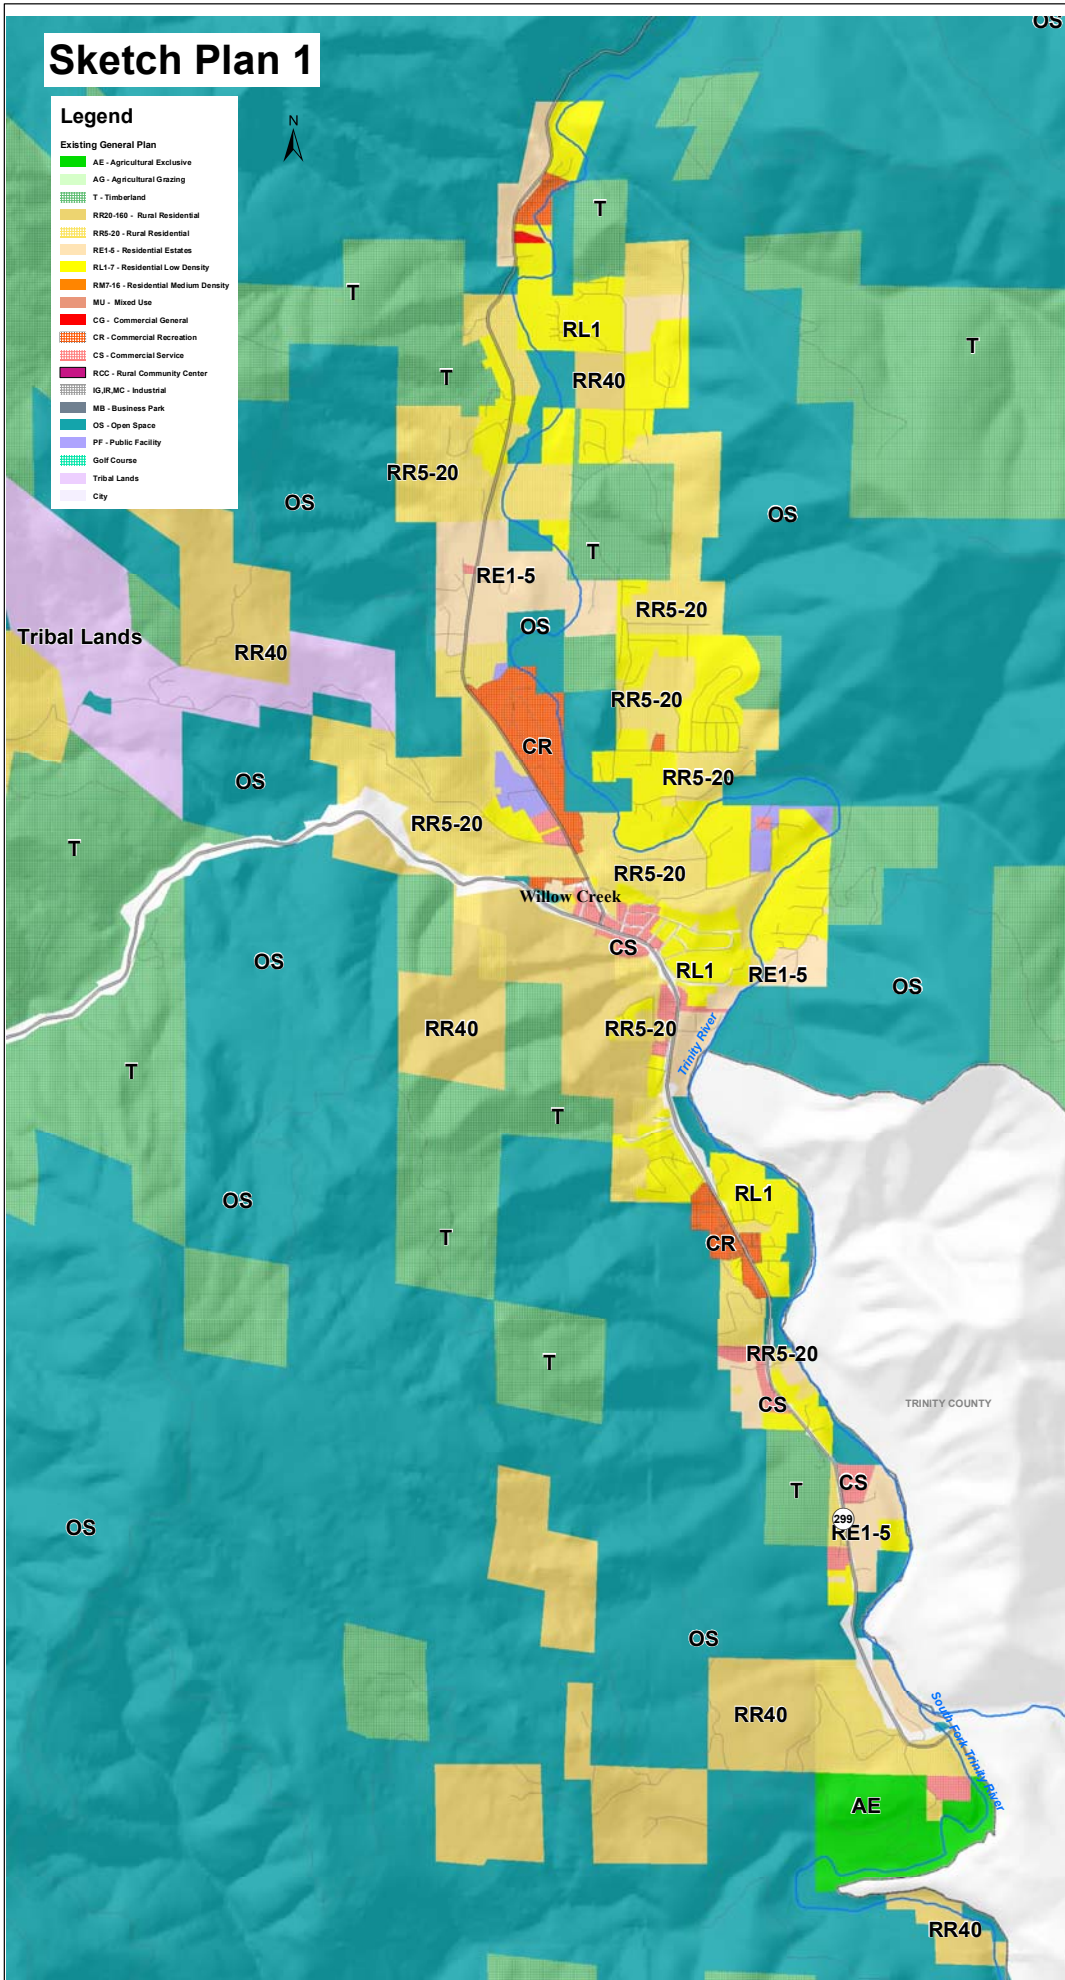 OS
Sketch Plan 1
Legend
Existing General Plan
AE - Agricultural Exclusive
AG - Agricultural Grazing
T - Timberland
RR20-160 - Rural Residential
RR5-20 - Rural Residential
RE1-5 - Residential Estates
RL1-7 - Residential Low Density
RM7-16 - Residential Medium Density
MU - Mixed Use
CG - Commercial General
CR - Commercial Recreation
CS - Commercial Service
RCC - Rural Community Center
IG,IR,MC - Industrial
MB - Business Park
OS - Open Space
PF - Public Facility
Golf Course
Tribal Lands
City
N
T
T
RL1
T
T
RR40
RR5-20
OS
OS
T
RE1-5
RR5-20
OS
Tribal Lands
RR40
RR5-20
CR
OS
RR5-20
RR5-20
T
RR5-20
Willow Creek
CS
OS
RL1
RE1-5
OS
RR40
RR5-20
Trinity River
T
T
OS
RL1
T
CR
RR5-20
T
CS
TRINITY COUNTY
CS
T
299
RE1-5
OS
OS
RR40
South Fork Trinity River
AE
RR40